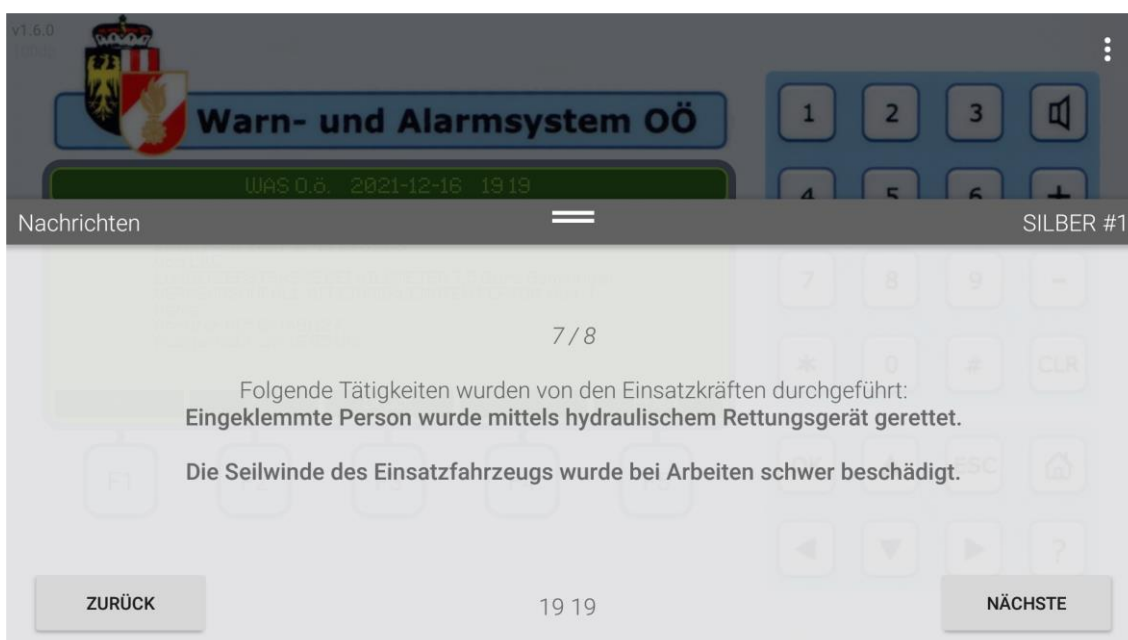 v1.6.0
Warn- und Alarmsystem OÖ
1 2 3
WAS O.ö. 2021-12-16 19 19
4 5 6 +
Nachrichten
SILBER #1
7 8 9 -
7 / 8
* 0 # CLR
Folgende Tätigkeiten wurden von den Einsatzkräften durchgeführt:
Eingeklemmte Person wurde mittels hydraulischem Rettungsgerät gerettet.
Die Seilwinde des Einsatzfahrzeugs wurde bei Arbeiten schwer beschädigt.
F1
ESC
?
ZURÜCK
19 19
NÄCHSTE